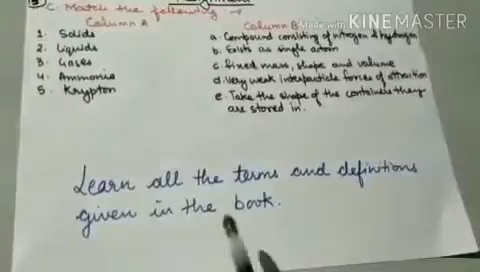 Made with KINEMASTER
C. Match the following :-
Column A
Column B
1. Solids
2. Liquids
3. Gases
4. Ammonia
5. Krypton
a. Compound consisting of nitrogen & hydrogen
b. Exists as single atom
c. fixed mass, shape and volume
d. Very weak interparticle forces of attraction
e. Take the shape of the containers they
are stored in.
Learn all the terms and definitions
given in the book.